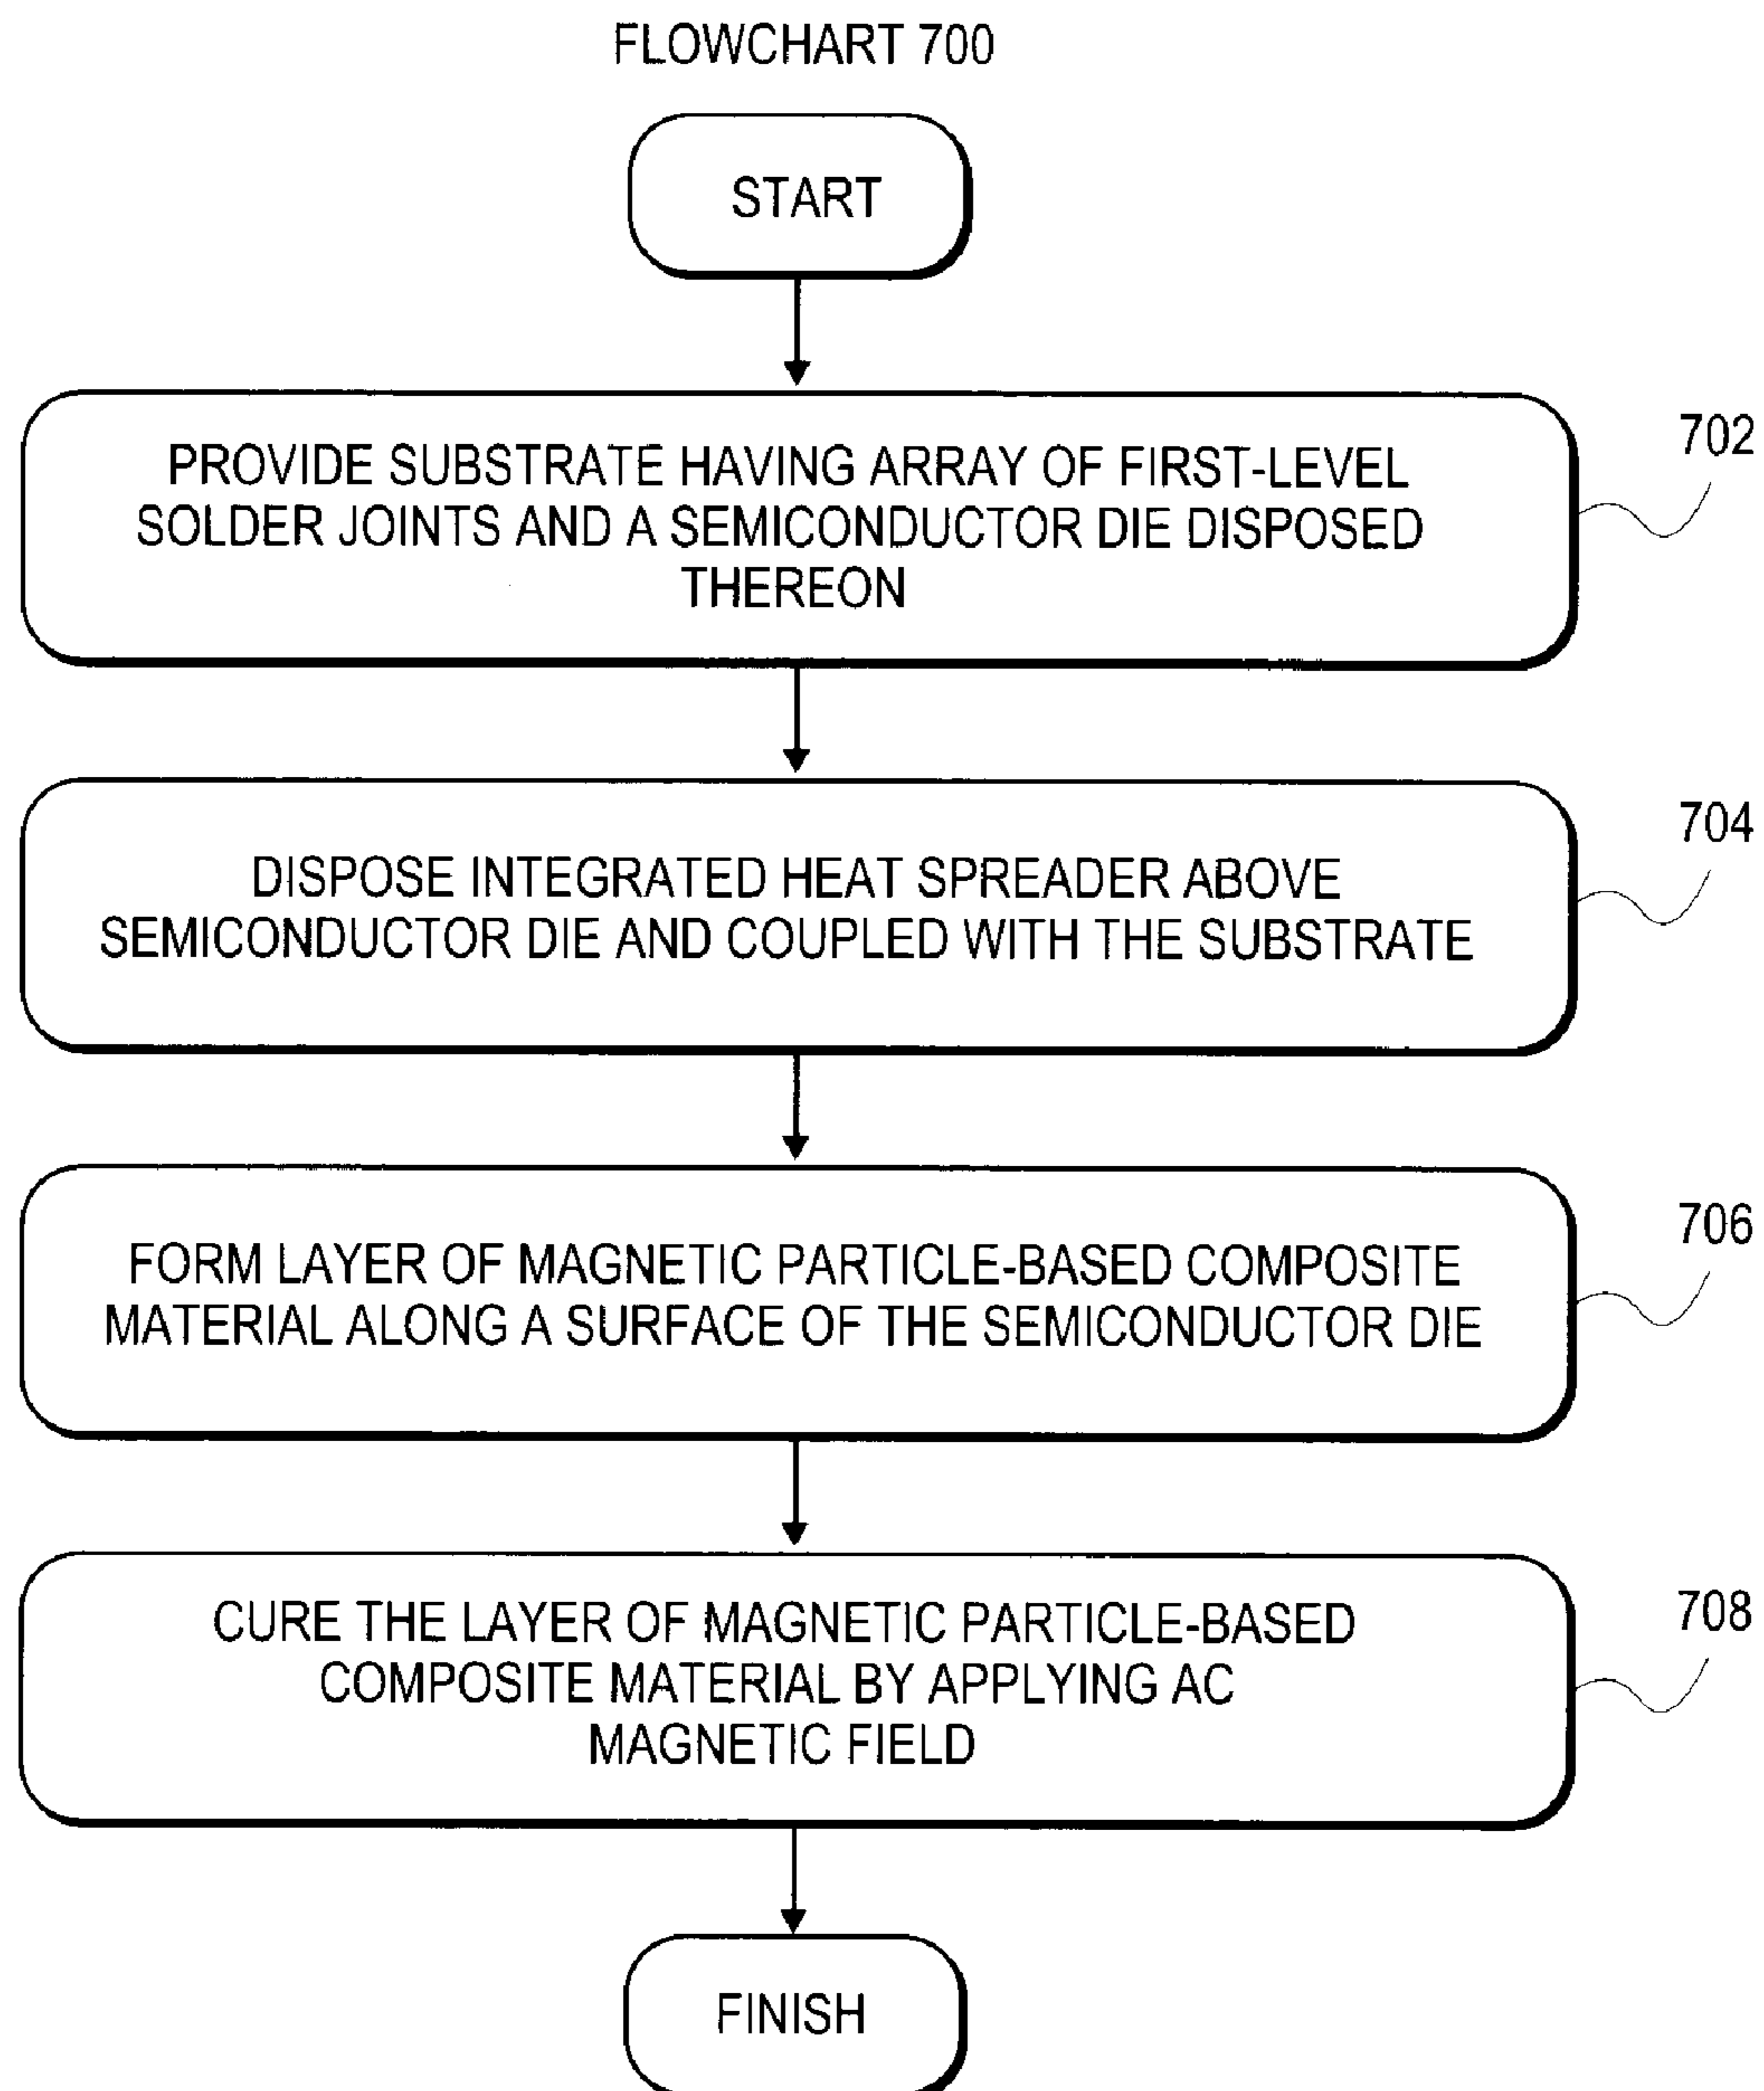 FLOWCHART 700
START
PROVIDE SUBSTRATE HAVING ARRAY OF FIRST-LEVEL
SOLDER JOINTS AND A SEMICONDUCTOR DIE DISPOSED
THEREON
702
DISPOSE INTEGRATED HEAT SPREADER ABOVE
SEMICONDUCTOR DIE AND COUPLED WITH THE SUBSTRATE
704
FORM LAYER OF MAGNETIC PARTICLE-BASED COMPOSITE
MATERIAL ALONG A SURFACE OF THE SEMICONDUCTOR DIE
706
CURE THE LAYER OF MAGNETIC PARTICLE-BASED
COMPOSITE MATERIAL BY APPLYING AC
MAGNETIC FIELD
708
FINISH